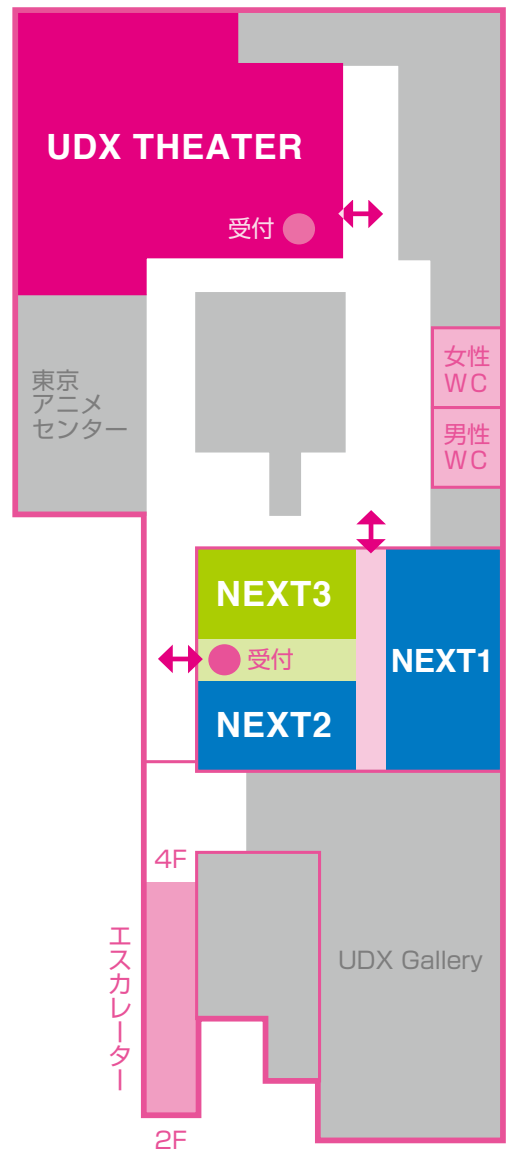 UDX THEATER
受付
東京
アニメ
センター
女性
WC
男性
WC
NEXT3
受付
NEXT1
NEXT2
4F
エスカレーター
UDX Gallery
2F